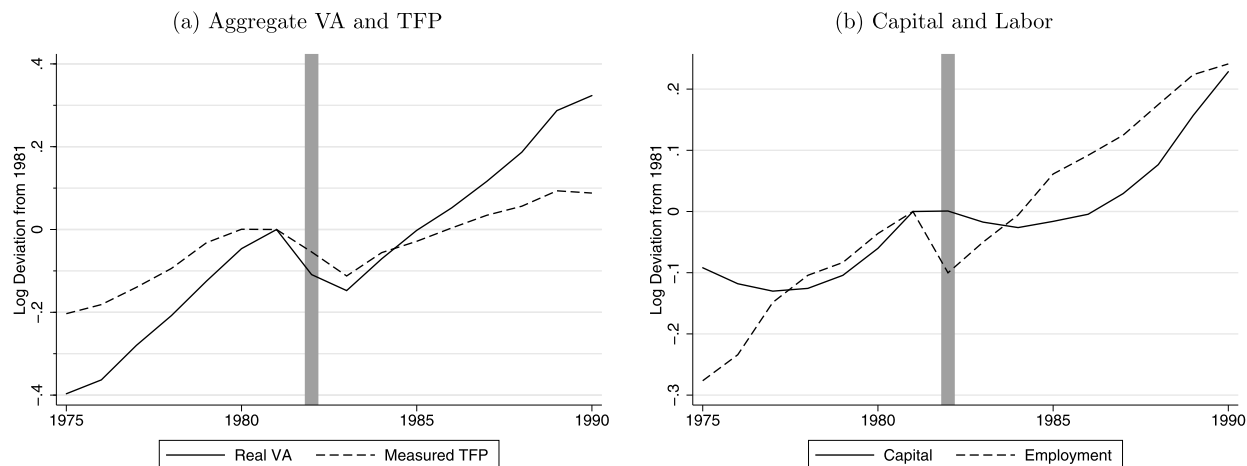 (a) Aggregate VA and TFP
Log Deviation from 1981
.4
.2
0
-.2
-.4
1975
1980
1985
1990
Real VA
Measured TFP
(b) Capital and Labor
Log Deviation from 1981
0.2
.1
0
-.1
-.2
-.3
1975
1980
1985
1990
Capital
Employment